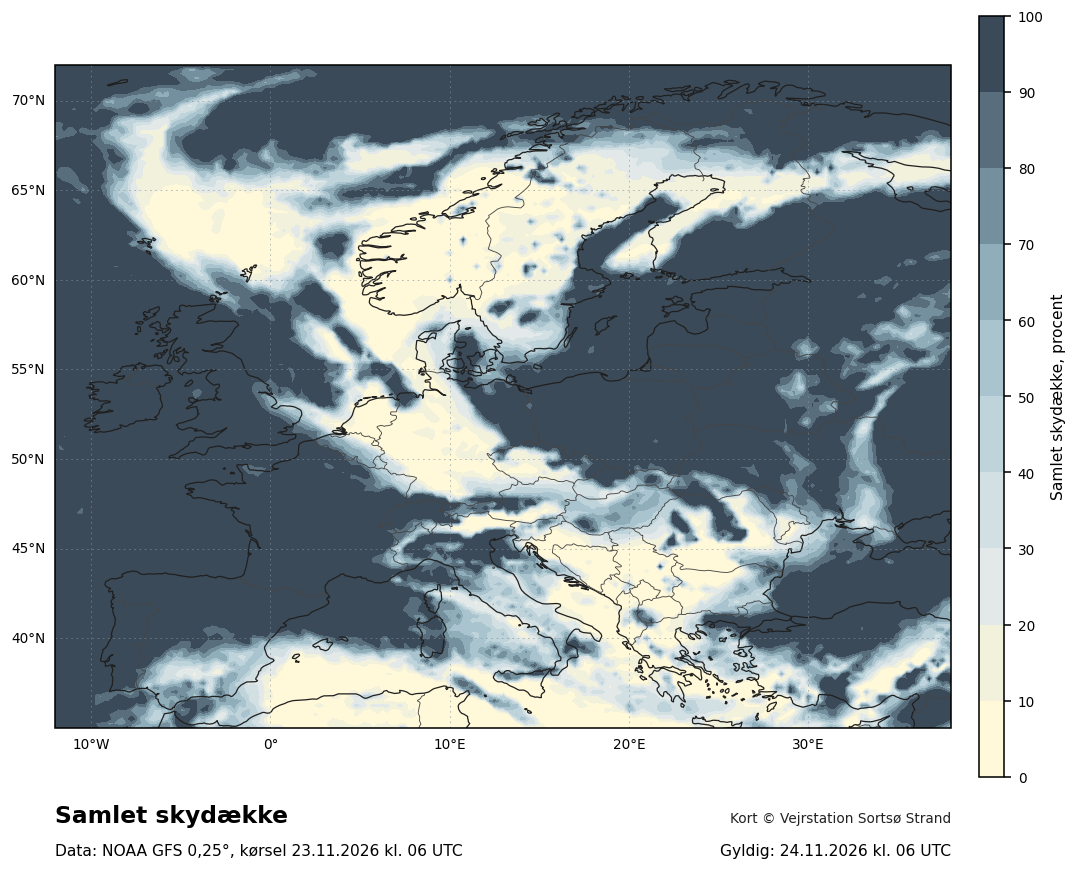 70°N
65°N
60°N
55°N
50°N
45°N
40°N
10°W 0° 10°E 20°E 30°E
100
90
80
70
60
50
40
30
20
10
0
Samlet skydække, procent
Samlet skydække
Kort © Vejrstation Sortsø Strand
Data: NOAA GFS 0,25°, kørsel 23.11.2026 kl. 06 UTC
Gyldig: 24.11.2026 kl. 06 UTC